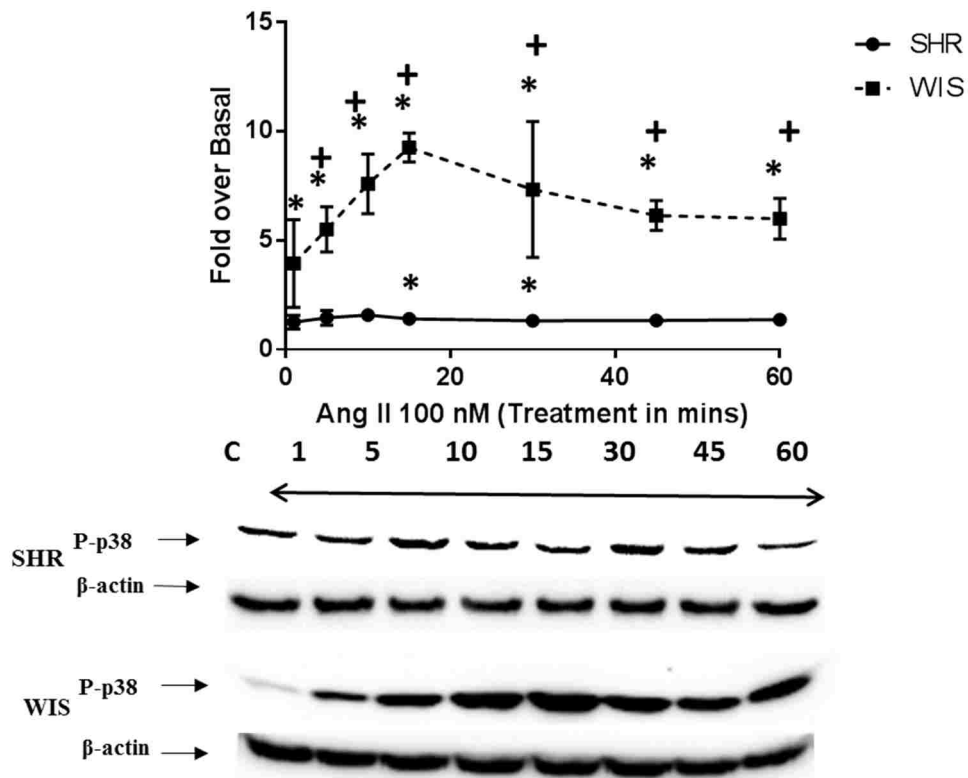 15
10
5
0
Fold over Basal
+ + + + + + 
* * * * * * *
* *
0 20 40 60
Ang II 100 nM (Treatment in mins)
SHR
WIS
C 1 5 10 15 30 45 60
SHR P-p38
β-actin
WIS P-p38
β-actin